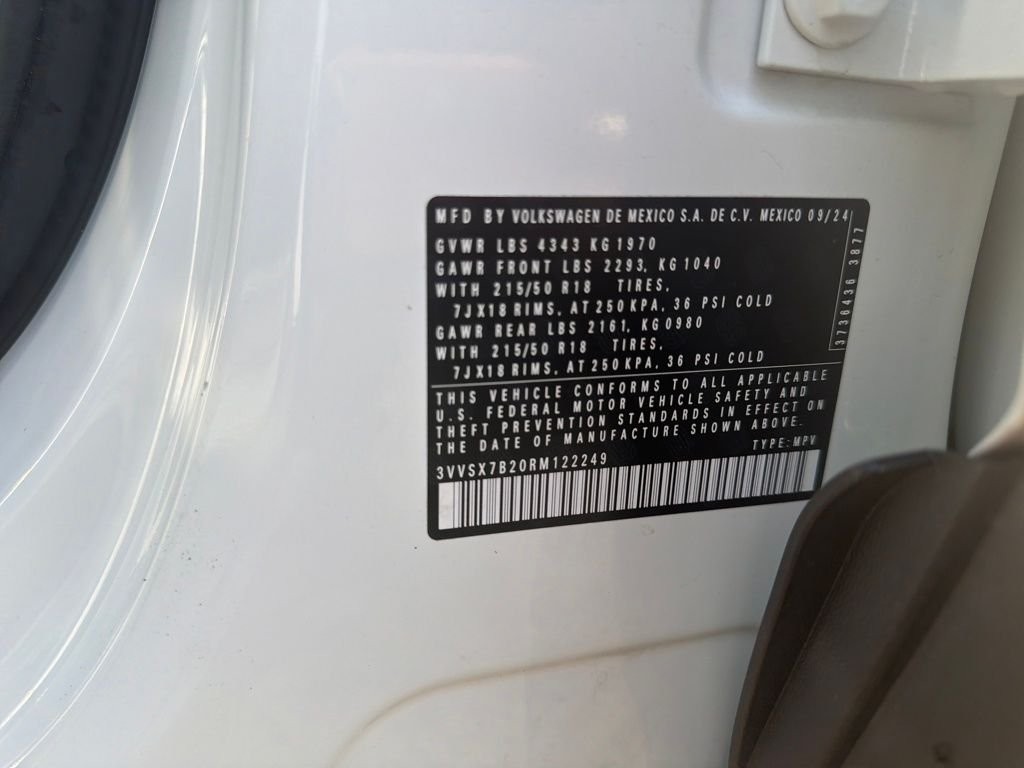 MFD BY VOLKSWAGEN DE MEXICO S.A. DE C.V. MEXICO 09/24
GVWR LBS 4343 KG 1970
GAWR FRONT LBS 2293, KG 1040
WITH 215/50 R18 TIRES,
7JX18 RIMS, AT 250 KPA, 36 PSI COLD
GAWR REAR LBS 2161, KG 0980
WITH 215/50 R18 TIRES,
7JX18 RIMS, AT 250 KPA, 36 PSI COLD
3736436 3877
THIS VEHICLE CONFORMS TO ALL APPLICABLE
U.S. FEDERAL MOTOR VEHICLE SAFETY AND
THEFT PREVENTION STANDARDS IN EFFECT ON
THE DATE OF MANUFACTURE SHOWN ABOVE.
TYPE: MPV
3VVSX7B20RM122249